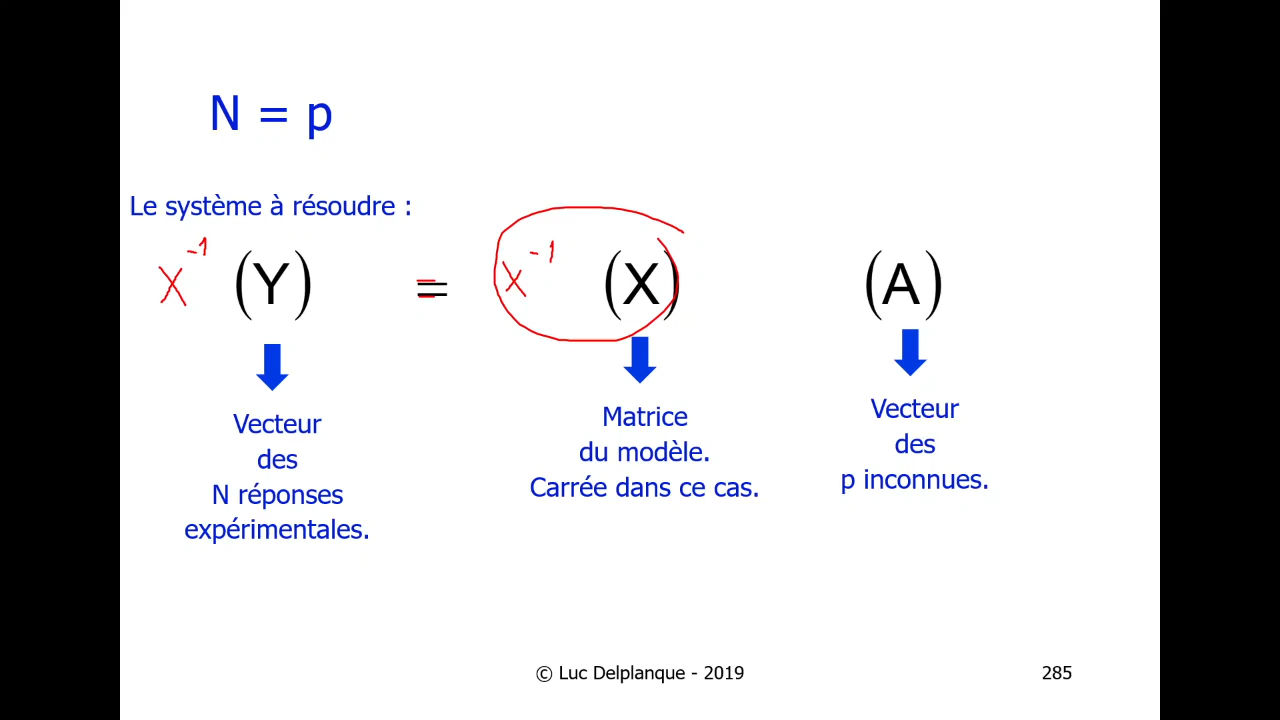 N = p
Le système à résoudre :
X⁻¹ (Y) = X⁻¹ (X) (A)
Vecteur
des
N réponses
expérimentales.
Matrice
du modèle.
Carrée dans ce cas.
Vecteur
des
p inconnues.
© Luc Delplanque - 2019
285